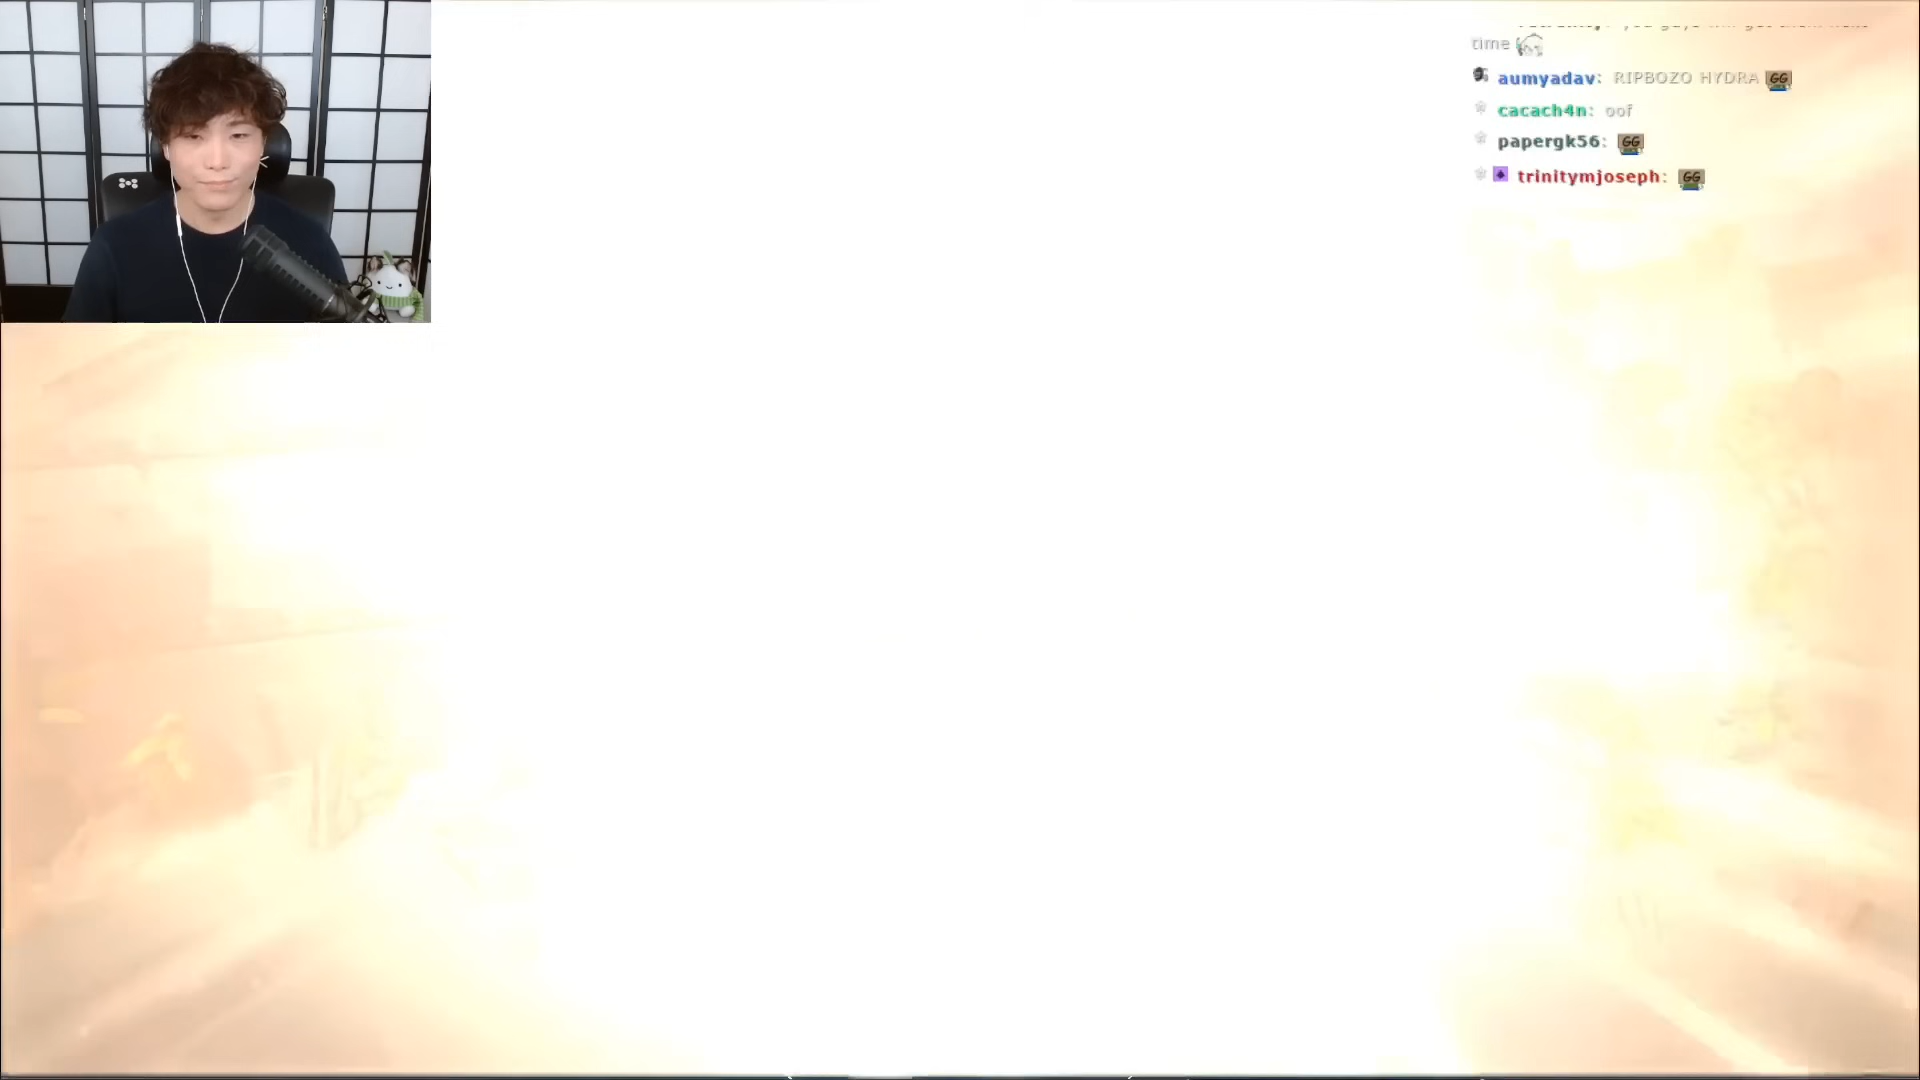 time
aumyadav: RIPBOZO HYDRA GG
cacach4n: oof
papergk56: GG
trinitymjoseph: GG